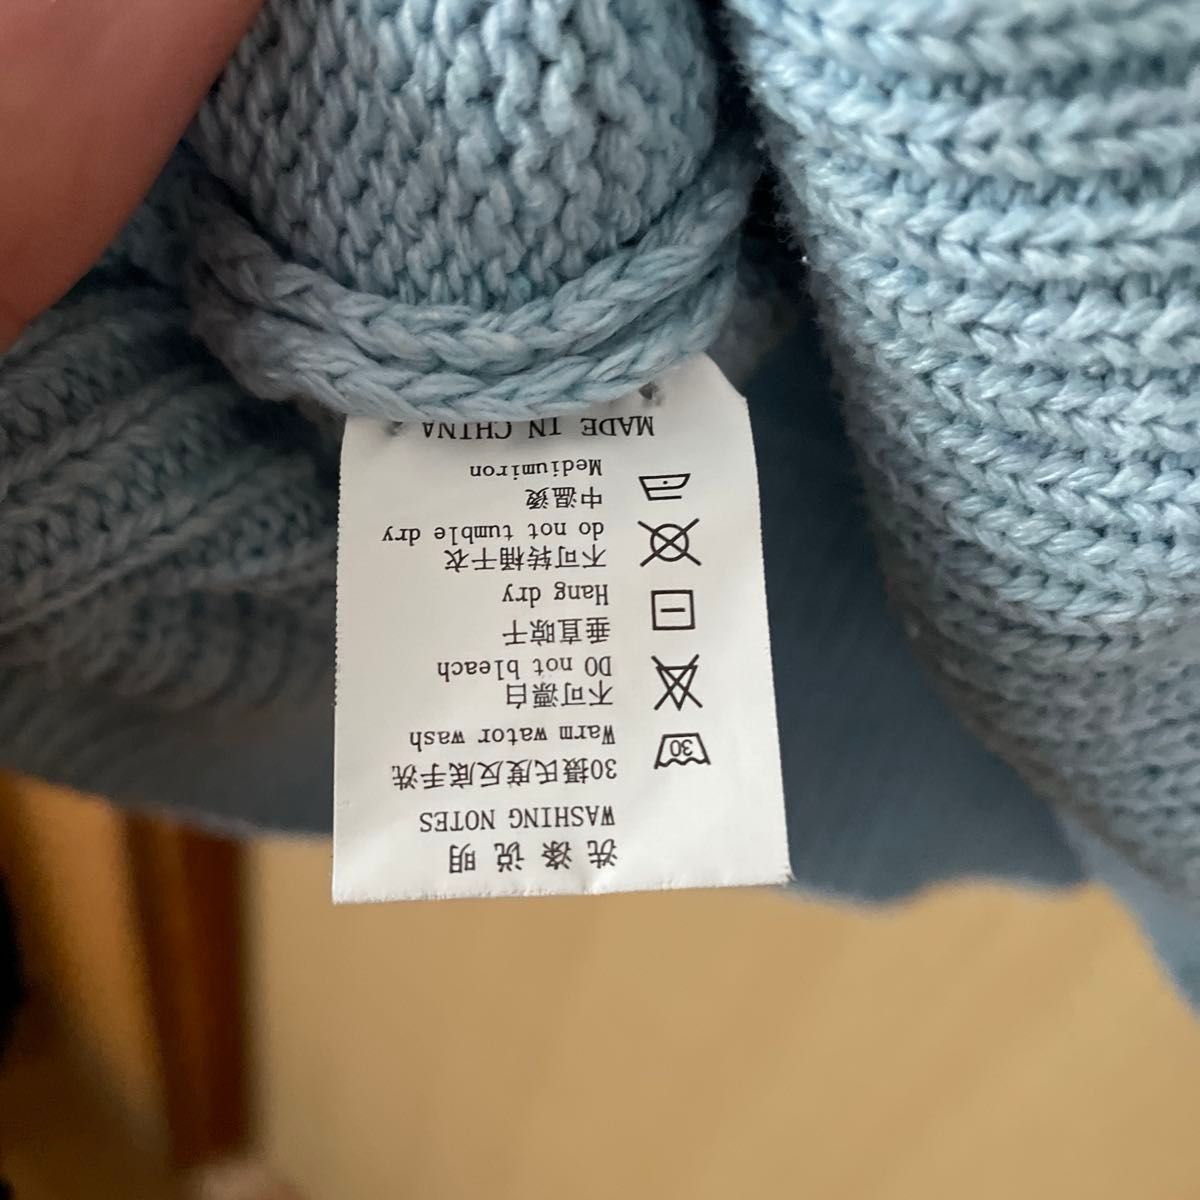 洗涤说明
WASHING NOTES
30摄氏度反底手洗
Warm wator wash
30
不可漂白
DO not bleach
垂直晾干
Hang dry
不可转桶干衣
do not tumble dry
中温烫
Mediumiron
MADE IN CHINA